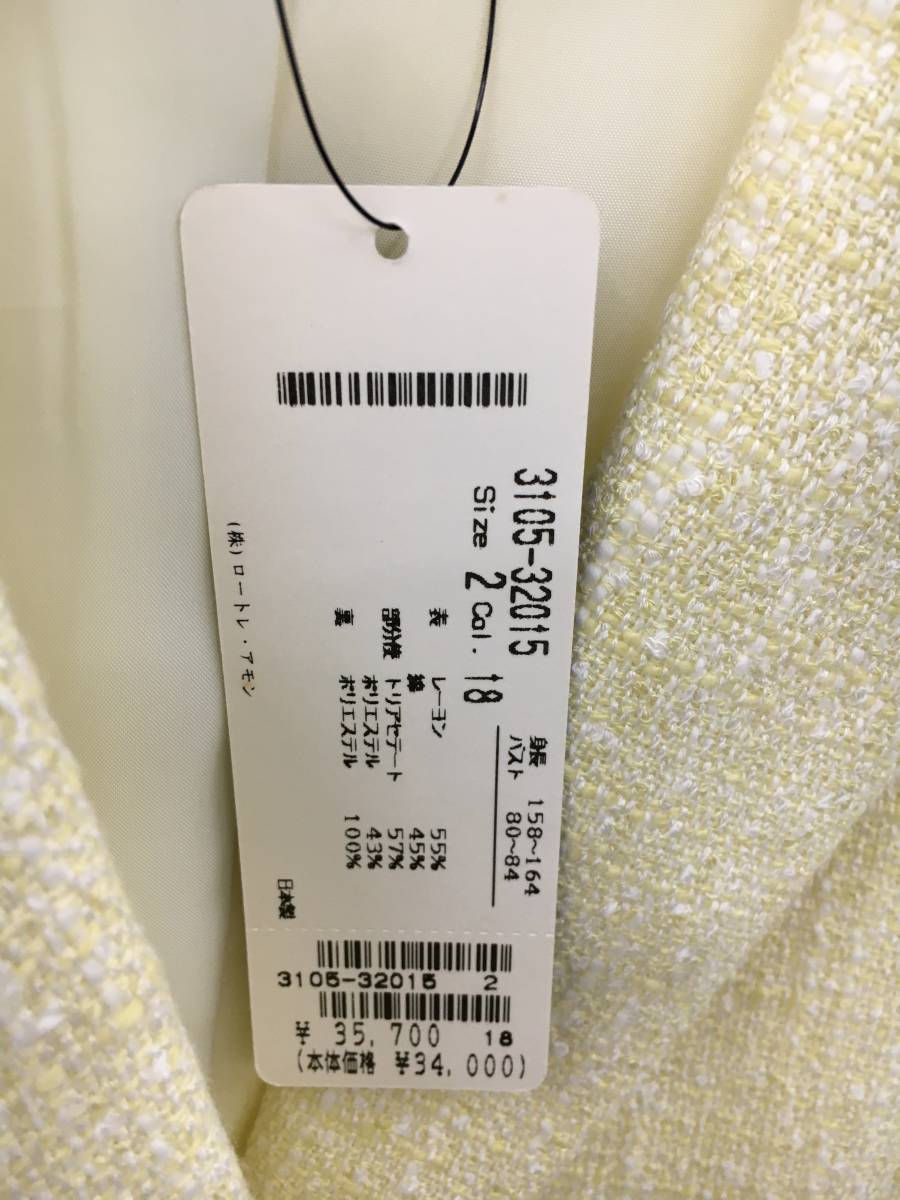 3105-32015
Size 2 Col. 18
身長 158~164
バスト 80~84
表 レーヨン 55%
綿 45%
部分使 トリアセテート 57%
ポリエステル 43%
裏 ポリエステル 100%
(株)ロートレ・アモン
日本製
3105-32015 2
¥ 35,700 18
(本体価格 ¥34,000)